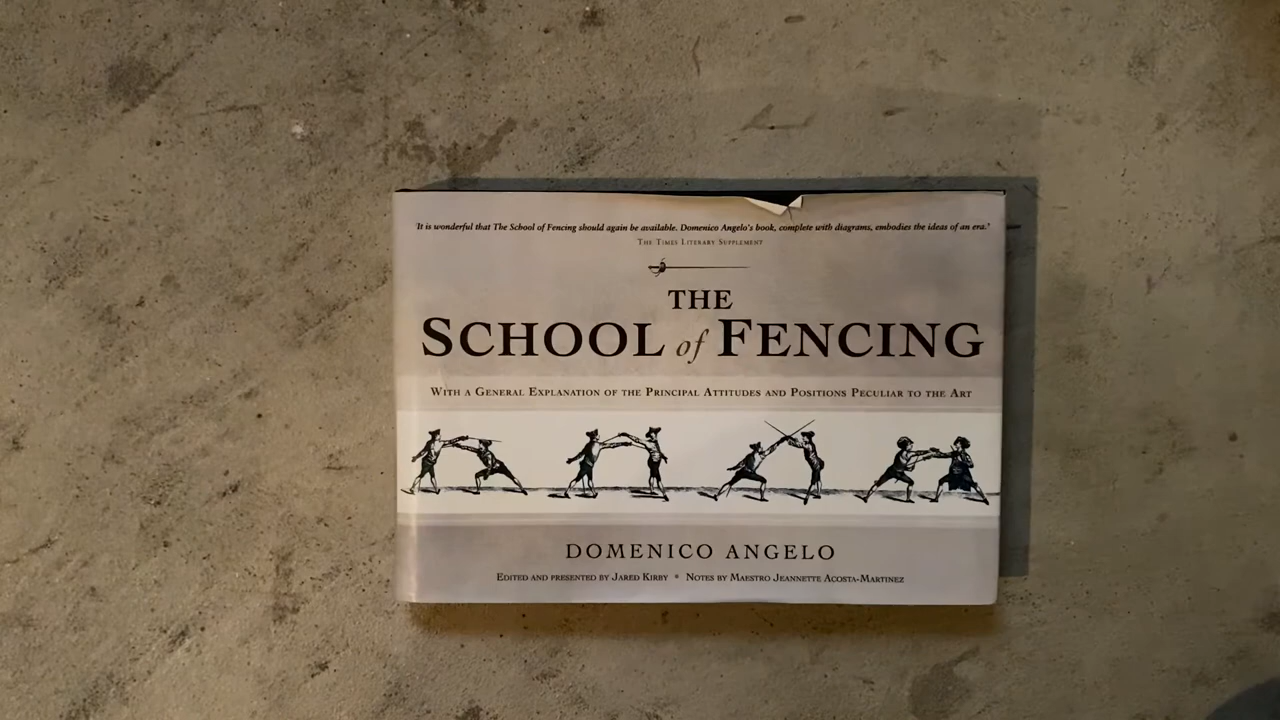 'It is wonderful that The School of Fencing should again be available. Domenico Angelo's book, complete with diagrams, embodies the ideas of an era.'
The Times Literary Supplement
THE
SCHOOL of FENCING
With a General Explanation of the Principal Attitudes and Positions Peculiar to the Art
DOMENICO ANGELO
Edited and presented by Jared Kirby * Notes by Maestro Jeannette Acosta-Martinez